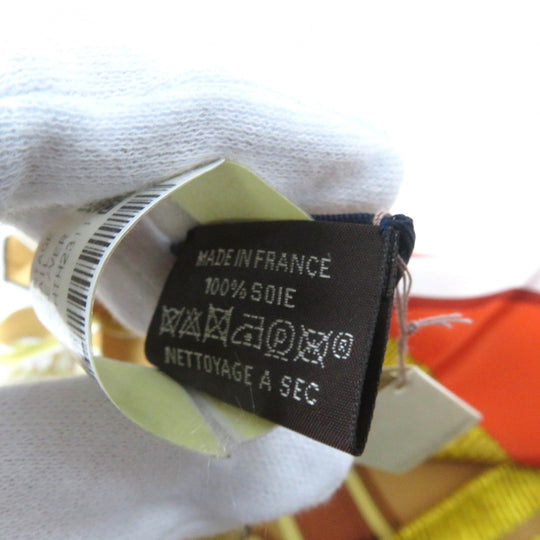 MADE IN FRANCE
100% SOIE
P ®
NETTOYAGE A SEC